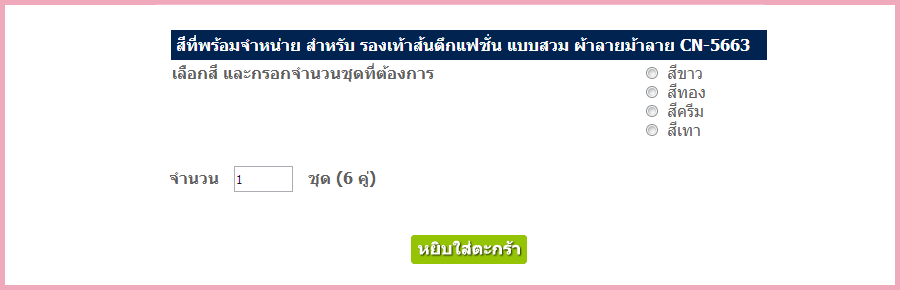 สีที่พร้อมจำหน่าย สำหรับ รองเท้าส้นตึกแฟชั่น แบบสวม ผ้าลายม้าลาย CN-5663
เลือกสี และกรอกจำนวนชุดที่ต้องการ
สีขาว
สีทอง
สีครีม
สีเทา
จำนวน 1 ชุด (6 คู่)
หยิบใส่ตะกร้า